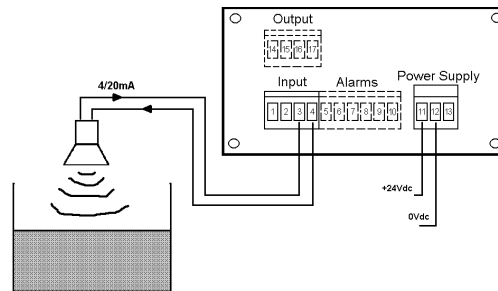 Output
14 15 16 17
4/20mA
Input Alarms Power Supply
1 2 3 4 5 6 7 8 9 10 11 12 13
+24Vdc
0Vdc